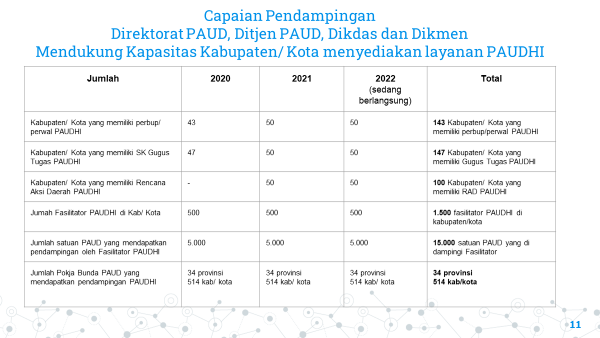 Capaian Pendampingan
Direktorat PAUD, Ditjen PAUD, Dikdas dan Dikmen
Mendukung Kapasitas Kabupaten/ Kota menyediakan layanan PAUDHI
Jumlah 2020 2021 2022 Total
(sedang
berlangsung)
Kabupaten/ Kota yang memiliki perbup/ 43 50 50 143 Kabupaten/ Kota yang
perwal PAUDHI memiliki perbup/perwal PAUDHI
Kabupaten/ Kota yang memiliki SK Gugus 47 50 50 147 Kabupaten/ Kota yang
Tugas PAUDHI memiliki Gugus Tugas PAUDHI
Kabupaten/ Kota yang memiliki Rencana - 50 50 100 Kabupaten/ Kota yang
Aksi Daerah PAUDHI memiliki RAD PAUDHI
Jumah Fasilitator PAUDHI di Kab/ Kota 500 500 500 1.500 fasilitator PAUDHI di
kabupaten/kota
Jumlah satuan PAUD yang mendapatkan 5.000 5.000 5.000 15.000 satuan PAUD yang di
pendampingan oleh Fasilitator PAUDHI dampingi Fasilitator
Jumlah Pokja Bunda PAUD yang 34 provinsi 34 provinsi 34 provinsi 34 provinsi
mendapatkan pendampingan PAUDHI 514 kab/ kota 514 kab/ kota 514 kab/ kota 514 kab/kota
11